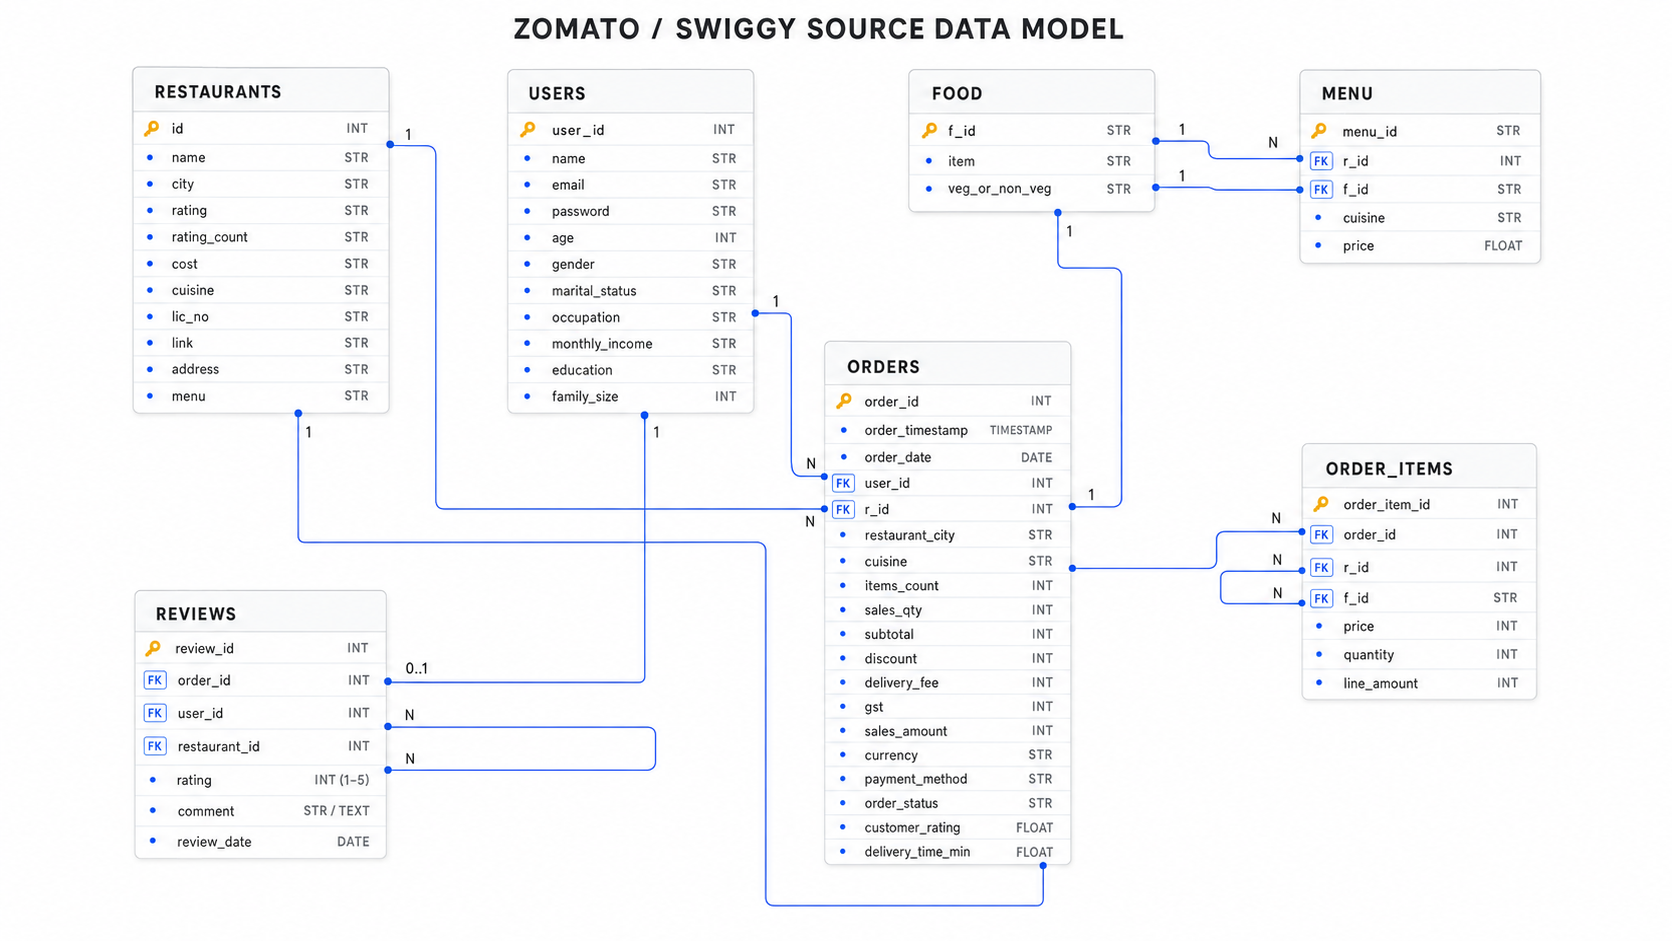 ZOMATO / SWIGGY SOURCE DATA MODEL
RESTAURANTS
id INT
name STR
city STR
rating STR
rating_count STR
cost STR
cuisine STR
lic_no STR
link STR
address STR
menu STR
1
1
USERS
user_id INT
name STR
email STR
password STR
age INT
gender STR
marital_status STR
occupation STR
monthly_income STR
education STR
family_size INT
1
1
FOOD
f_id STR
item STR
veg_or_non_veg STR
1
1
1
N
MENU
menu_id STR
FK r_id INT
FK f_id STR
cuisine STR
price FLOAT
ORDERS
order_id INT
order_timestamp TIMESTAMP
order_date DATE
N
FK user_id INT
FK r_id INT
1
N
restaurant_city STR
cuisine STR
items_count INT
sales_qty INT
subtotal INT
discount INT
delivery_fee INT
gst INT
sales_amount INT
currency STR
payment_method STR
order_status STR
customer_rating FLOAT
delivery_time_min FLOAT
ORDER_ITEMS
order_item_id INT
N
FK order_id INT
N
FK r_id INT
N
FK f_id STR
price INT
quantity INT
line_amount INT
REVIEWS
review_id INT
0..1
FK order_id INT
N
FK user_id INT
FK restaurant_id INT
N
rating INT (1–5)
comment STR / TEXT
review_date DATE